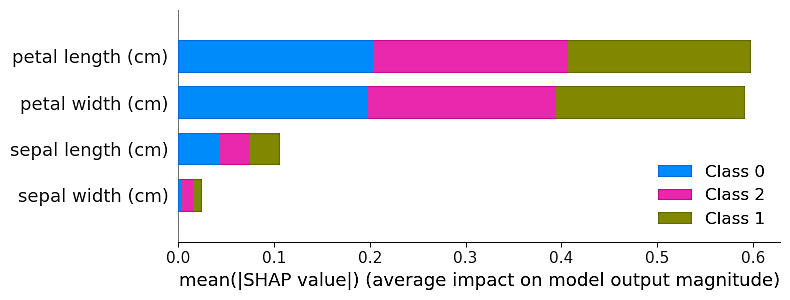 petal length (cm)
petal width (cm)
sepal length (cm)
sepal width (cm)
Class 0
Class 2
Class 1
0.0 0.1 0.2 0.3 0.4 0.5 0.6
mean(|SHAP value|) (average impact on model output magnitude)